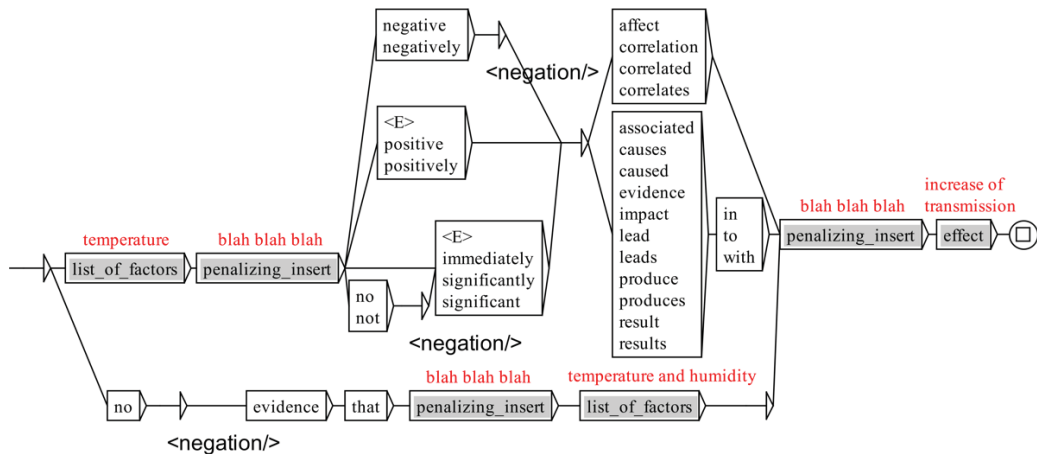 negative
negatively
<negation/>
affect
correlation
correlated
correlates
<E>
positive
positively
associated
causes
caused
evidence
impact
lead
leads
produce
produces
result
results
in
to
with
temperature
list_of_factors
blah blah blah
penalizing_insert
<E>
immediately
significantly
significant
no
not
<negation/>
blah blah blah
penalizing_insert
increase of
transmission
effect
no
<negation/>
evidence
that
blah blah blah
penalizing_insert
temperature and humidity
list_of_factors